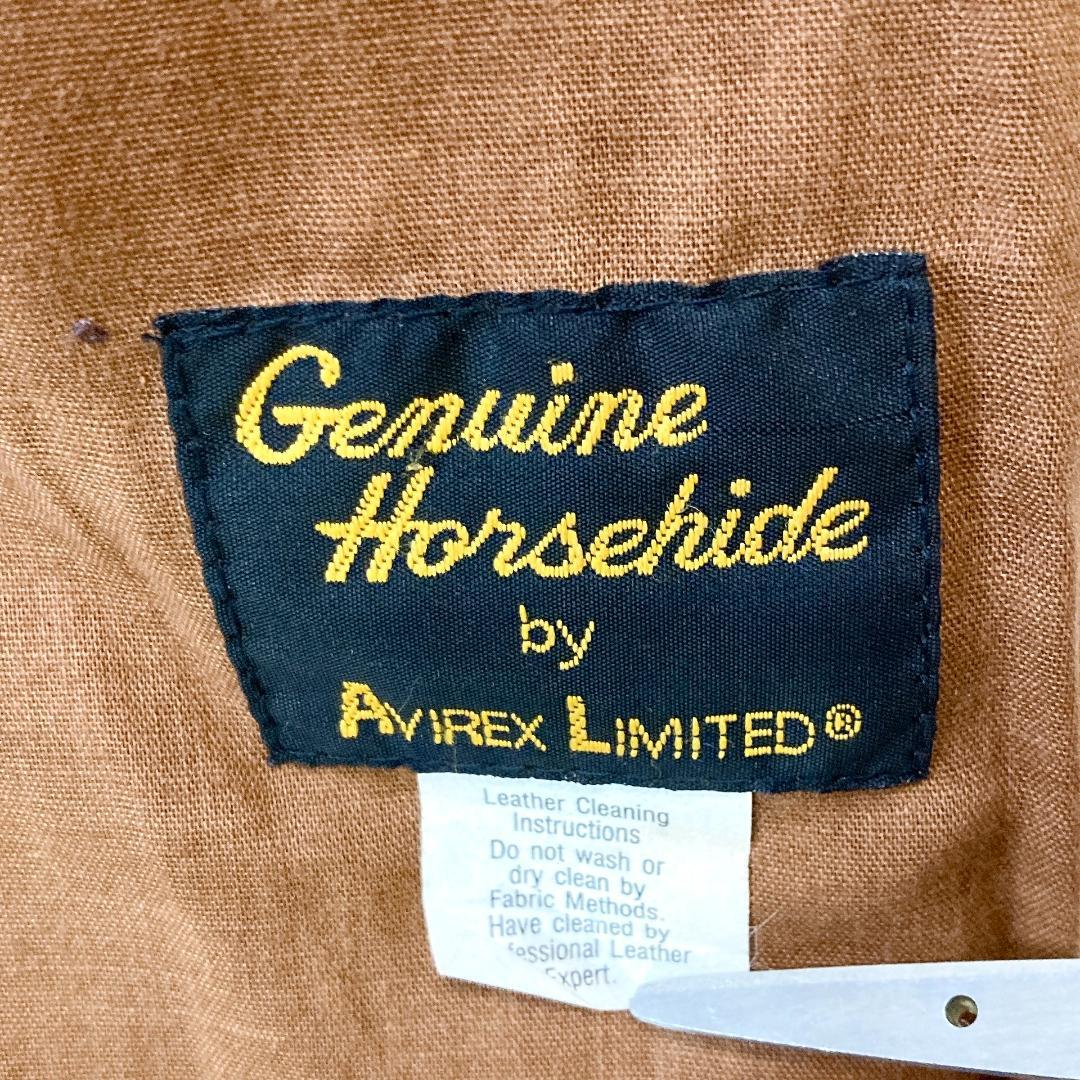 Genuine
Horsehide
by
AVIREX LIMITED®
Leather Cleaning
Instructions
Do not wash or
dry clean by
Fabric Methods.
Have cleaned by
Leather
Expert.